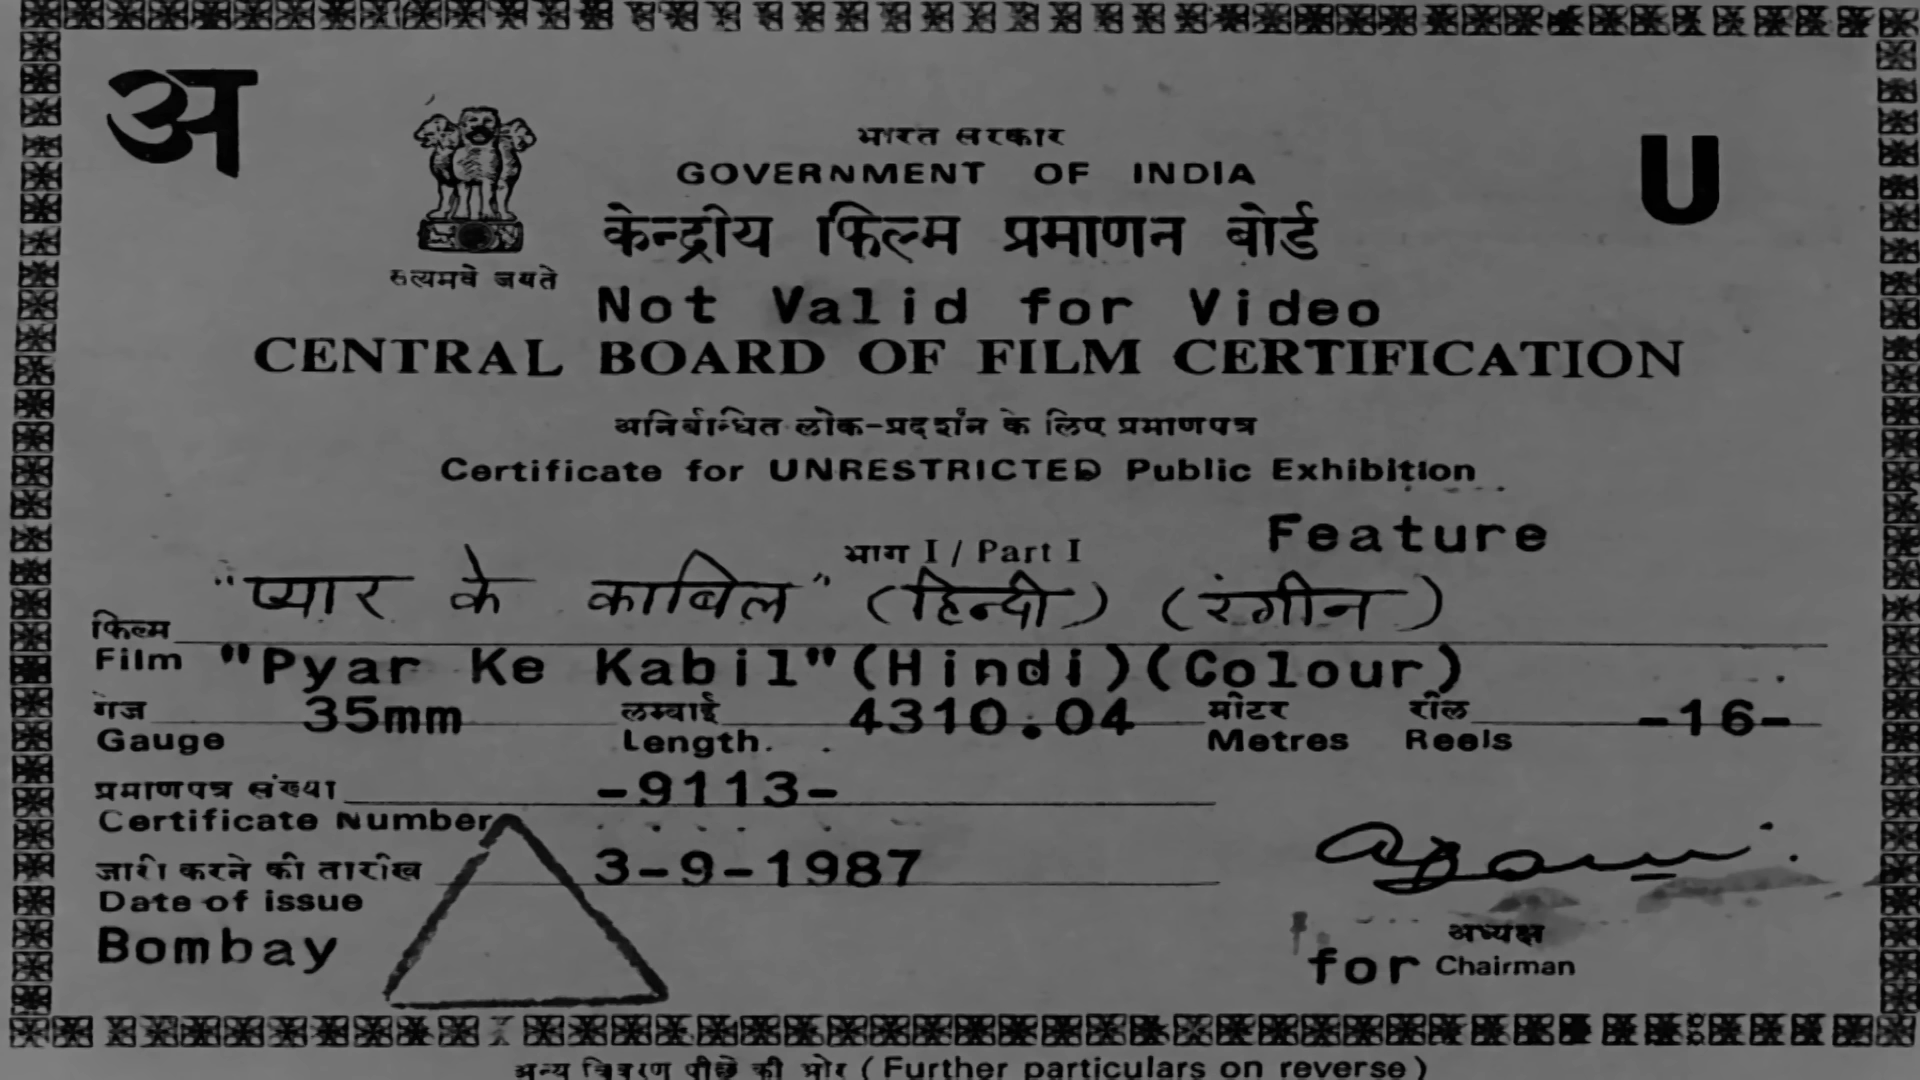 अ
U
भारत सरकार
GOVERNMENT OF INDIA
केन्द्रीय फिल्म प्रमाणन बोर्ड
सत्यमेव जयते
Not Valid for Video
CENTRAL BOARD OF FILM CERTIFICATION
अनिर्बन्धित लोक-प्रदर्शन के लिए प्रमाणपत्र
Certificate for UNRESTRICTED Public Exhibition
Feature
भाग I / Part I
"प्यार के काबिल" (हिन्दी) (रंगीन)
फिल्म
Film "Pyar Ke Kabil"(Hindi)(Colour)
गेज 35mm लम्बाई 4310.04 मीटर रील -16-
Gauge Length. Metres Reels
प्रमाणपत्र संख्या -9113-
Certificate Number
जारी करने की तारीख 3-9-1987
Date of issue
Bombay
अध्यक्ष
for Chairman
अन्य विवरण पीछे की ओर (Further particulars on reverse)